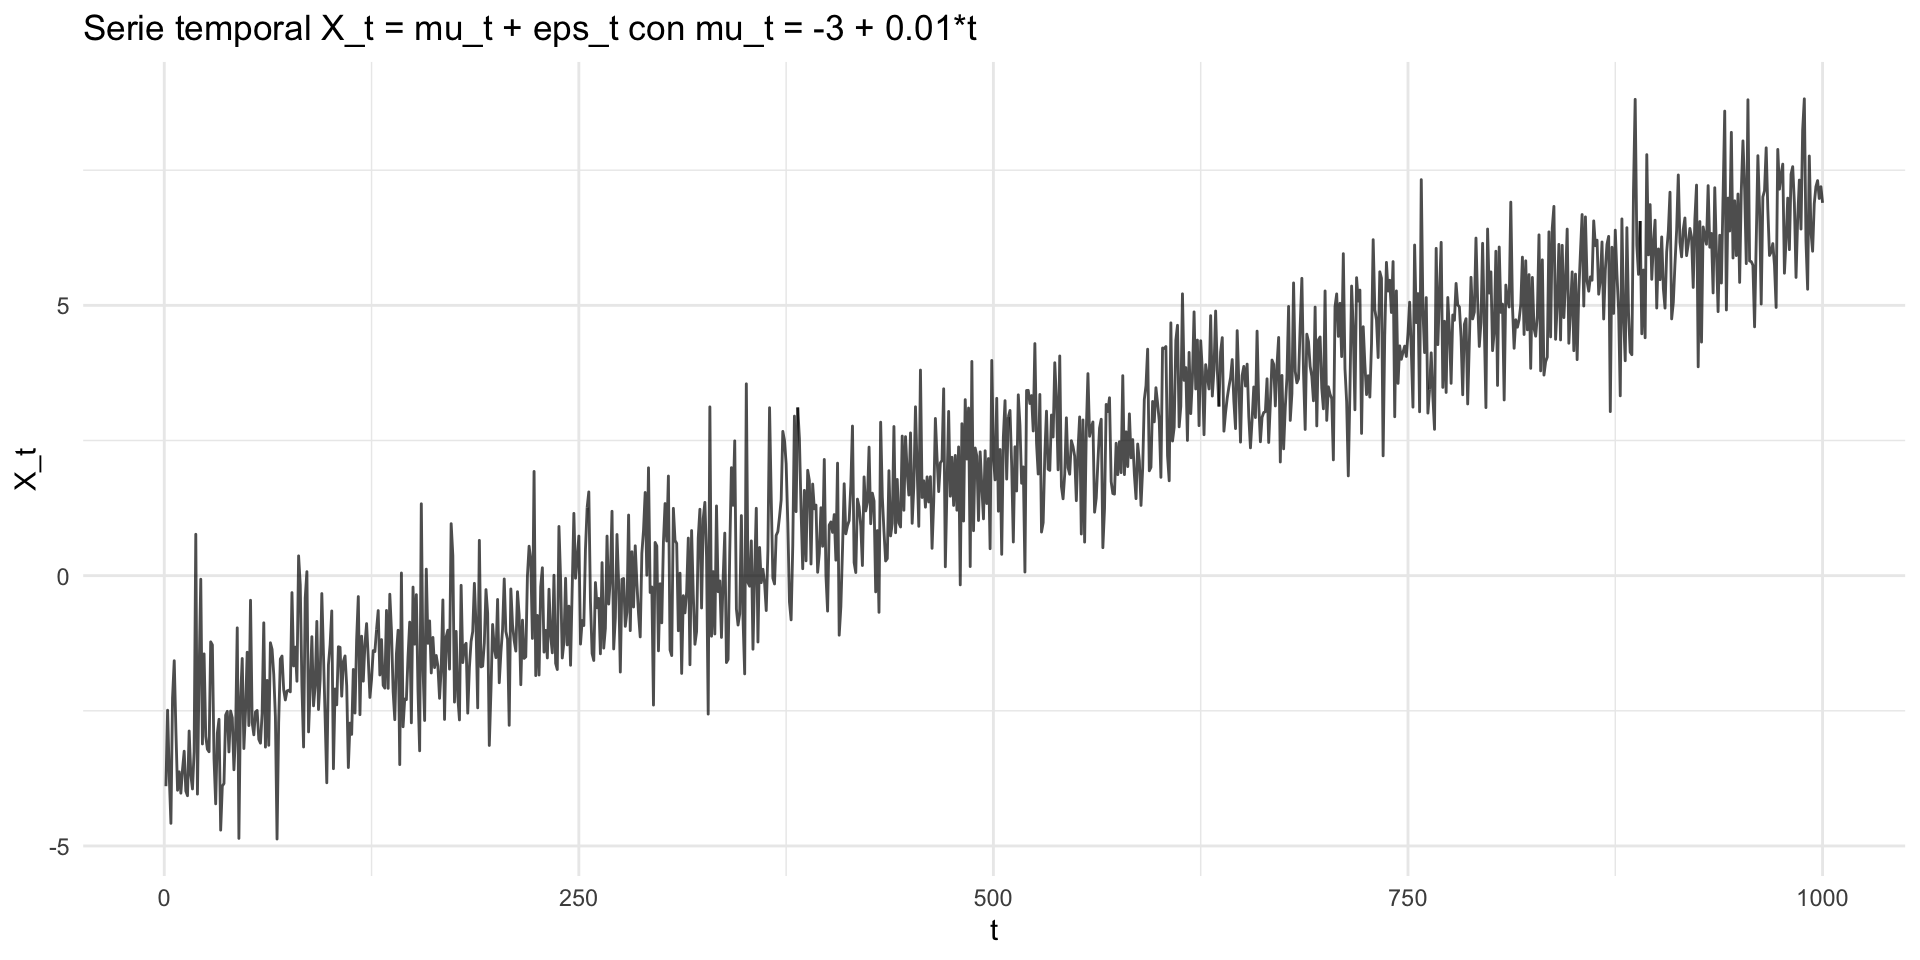 Serie temporal X_t = mu_t + eps_t con mu_t = -3 + 0.01*t
X_t
5
0
-5
0 250 500 750 1000
t